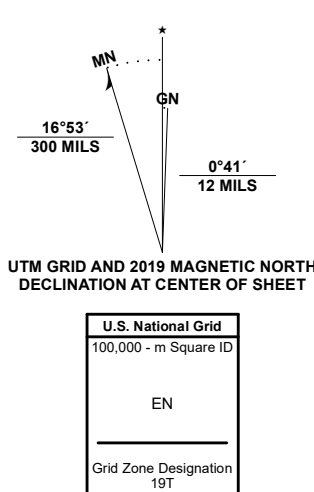 ★
MN
GN
16°53´
300 MILS
0°41´
12 MILS
UTM GRID AND 2019 MAGNETIC NORTH
DECLINATION AT CENTER OF SHEET
U.S. National Grid
100,000 - m Square ID
EN
Grid Zone Designation
19T